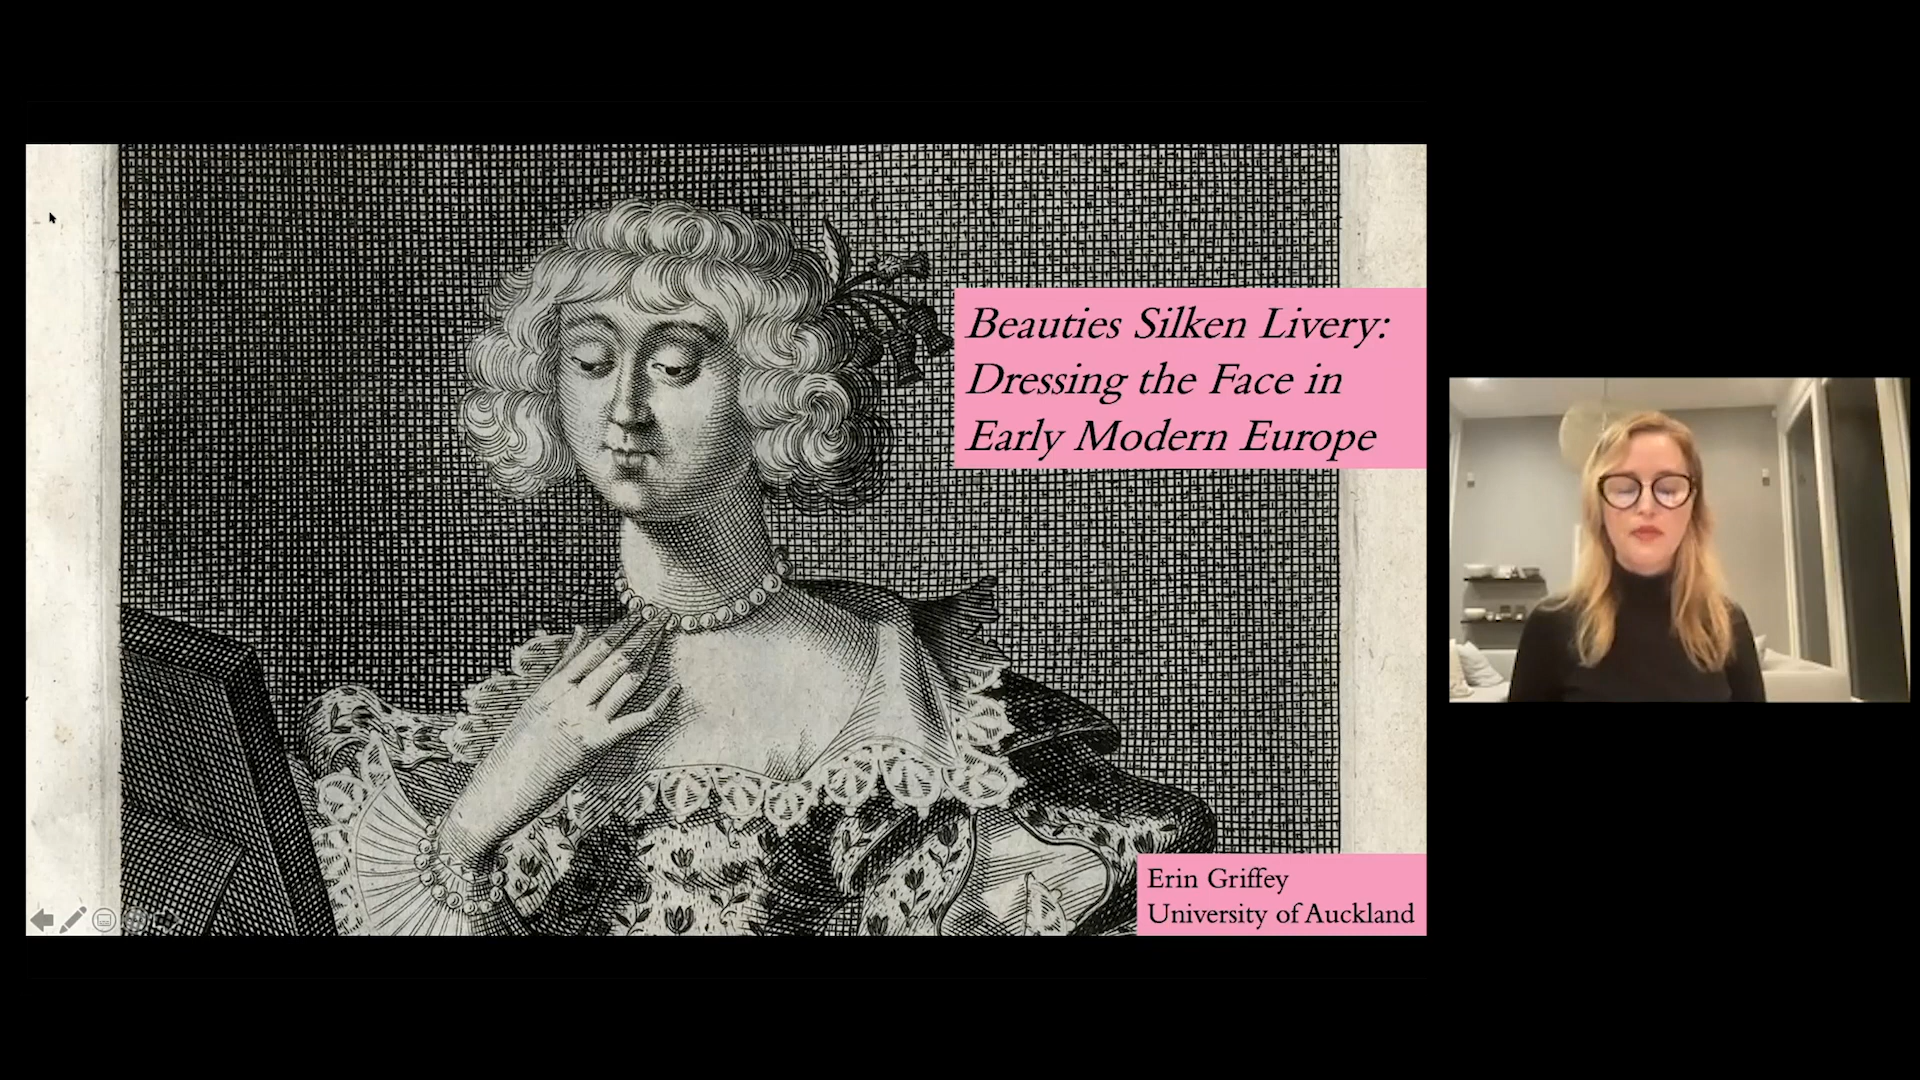 Beauties Silken Livery:
Dressing the Face in
Early Modern Europe
Erin Griffey
University of Auckland